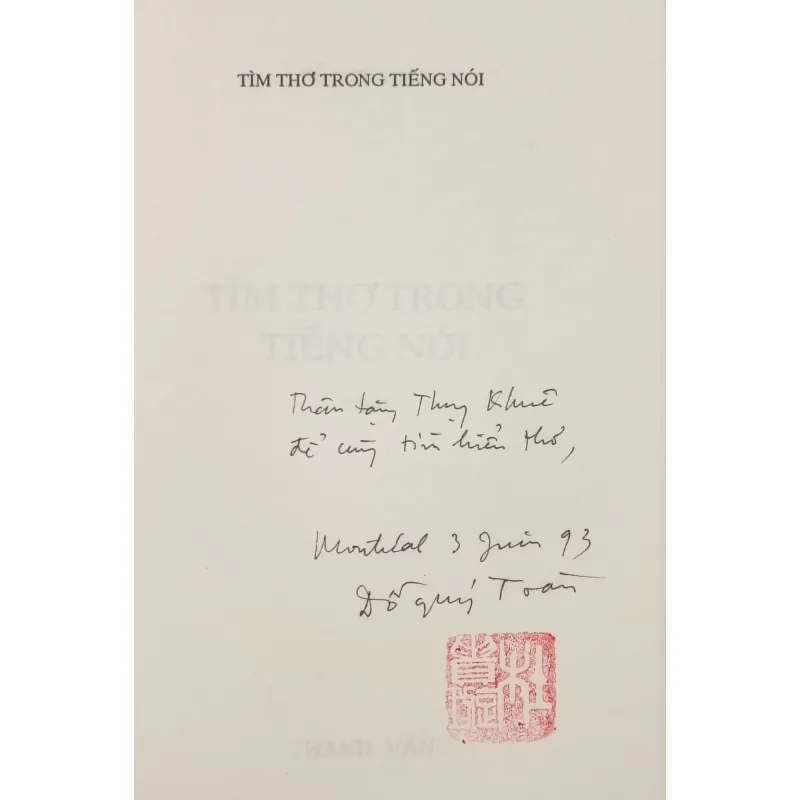 TÌM THƠ TRONG TIẾNG NÓI
TÌM THƠ TRONG
TIẾNG NÓI
Thân tặng Thụy Khuê
để cùng tìm hiểu thơ,
Montréal 3 Juin 93
Đỗ quý Toàn
THANH VĂN